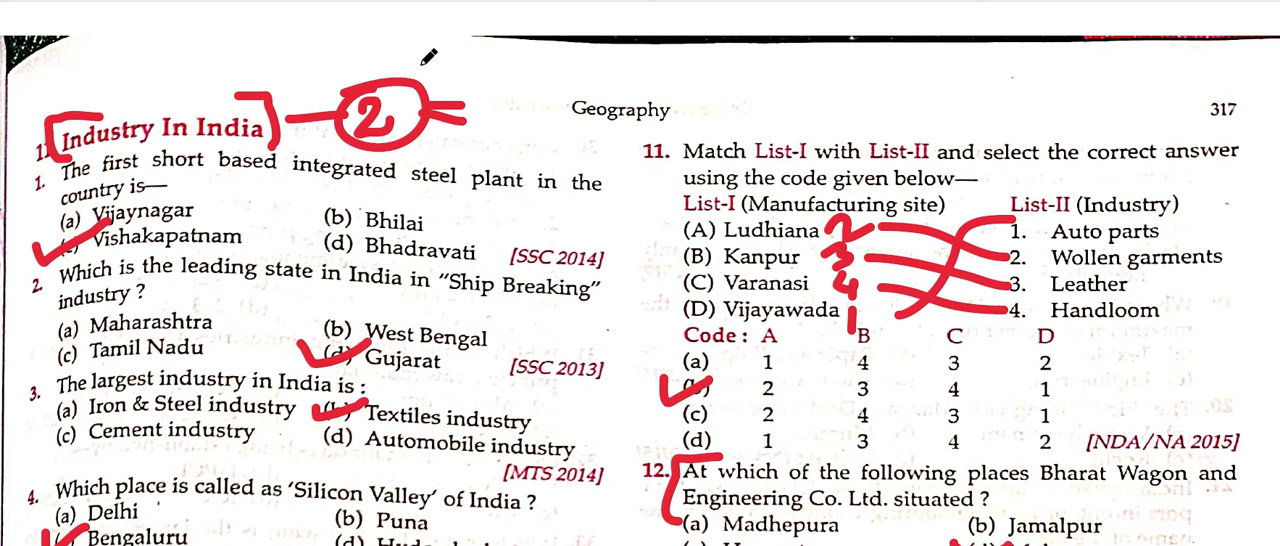 Geography
317
Industry In India
2
1. The first short based integrated steel plant in the
country is—
(a) Vijaynagar (b) Bhilai
Vishakapatnam (d) Bhadravati [SSC 2014]
2. Which is the leading state in India in "Ship Breaking"
industry ?
(a) Maharashtra (b) West Bengal
(c) Tamil Nadu (d) Gujarat [SSC 2013]
3. The largest industry in India is :
(a) Iron & Steel industry (b) Textiles industry
(c) Cement industry (d) Automobile industry
[MTS 2014]
4. Which place is called as 'Silicon Valley' of India ?
(a) Delhi (b) Puna
Bengaluru
11. Match List-I with List-II and select the correct answer
using the code given below—
List-I (Manufacturing site) List-II (Industry)
(A) Ludhiana 2 1. Auto parts
(B) Kanpur 3 2. Wollen garments
(C) Varanasi 4 3. Leather
(D) Vijayawada 1 4. Handloom
Code : A B C D
(a) 1 4 3 2
(b) 2 3 4 1
(c) 2 4 3 1
(d) 1 3 4 2 [NDA/NA 2015]
12. At which of the following places Bharat Wagon and
Engineering Co. Ltd. situated ?
(a) Madhepura (b) Jamalpur